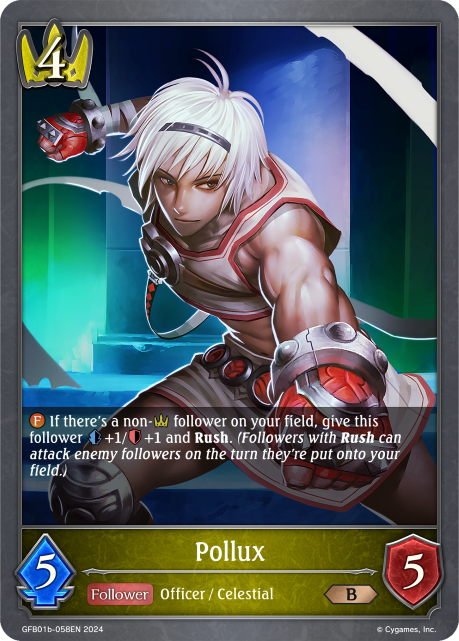 4
F If there's a non- follower on your field, give this
follower +1/ +1 and Rush. (Followers with Rush can
attack enemy followers on the turn they're put onto
your field.)
Pollux
5
Follower Officer / Celestial
B
5
GFB01b-058EN 2024
© Cygames, Inc.